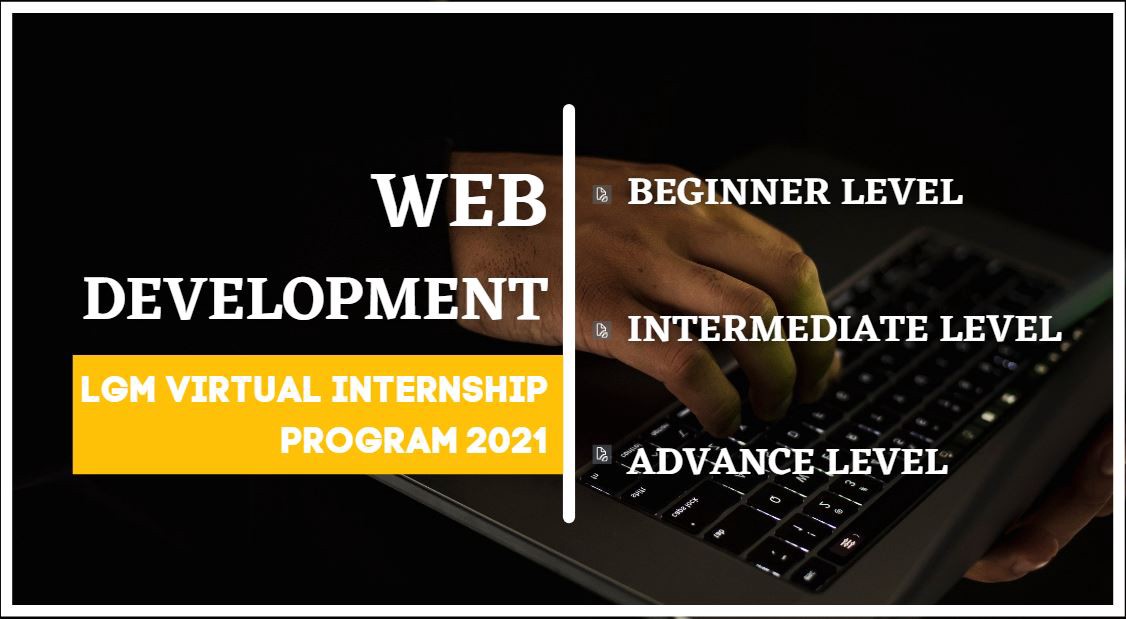 WEB
DEVELOPMENT
LGM VIRTUAL INTERNSHIP
PROGRAM 2021
BEGINNER LEVEL
INTERMEDIATE LEVEL
ADVANCE LEVEL